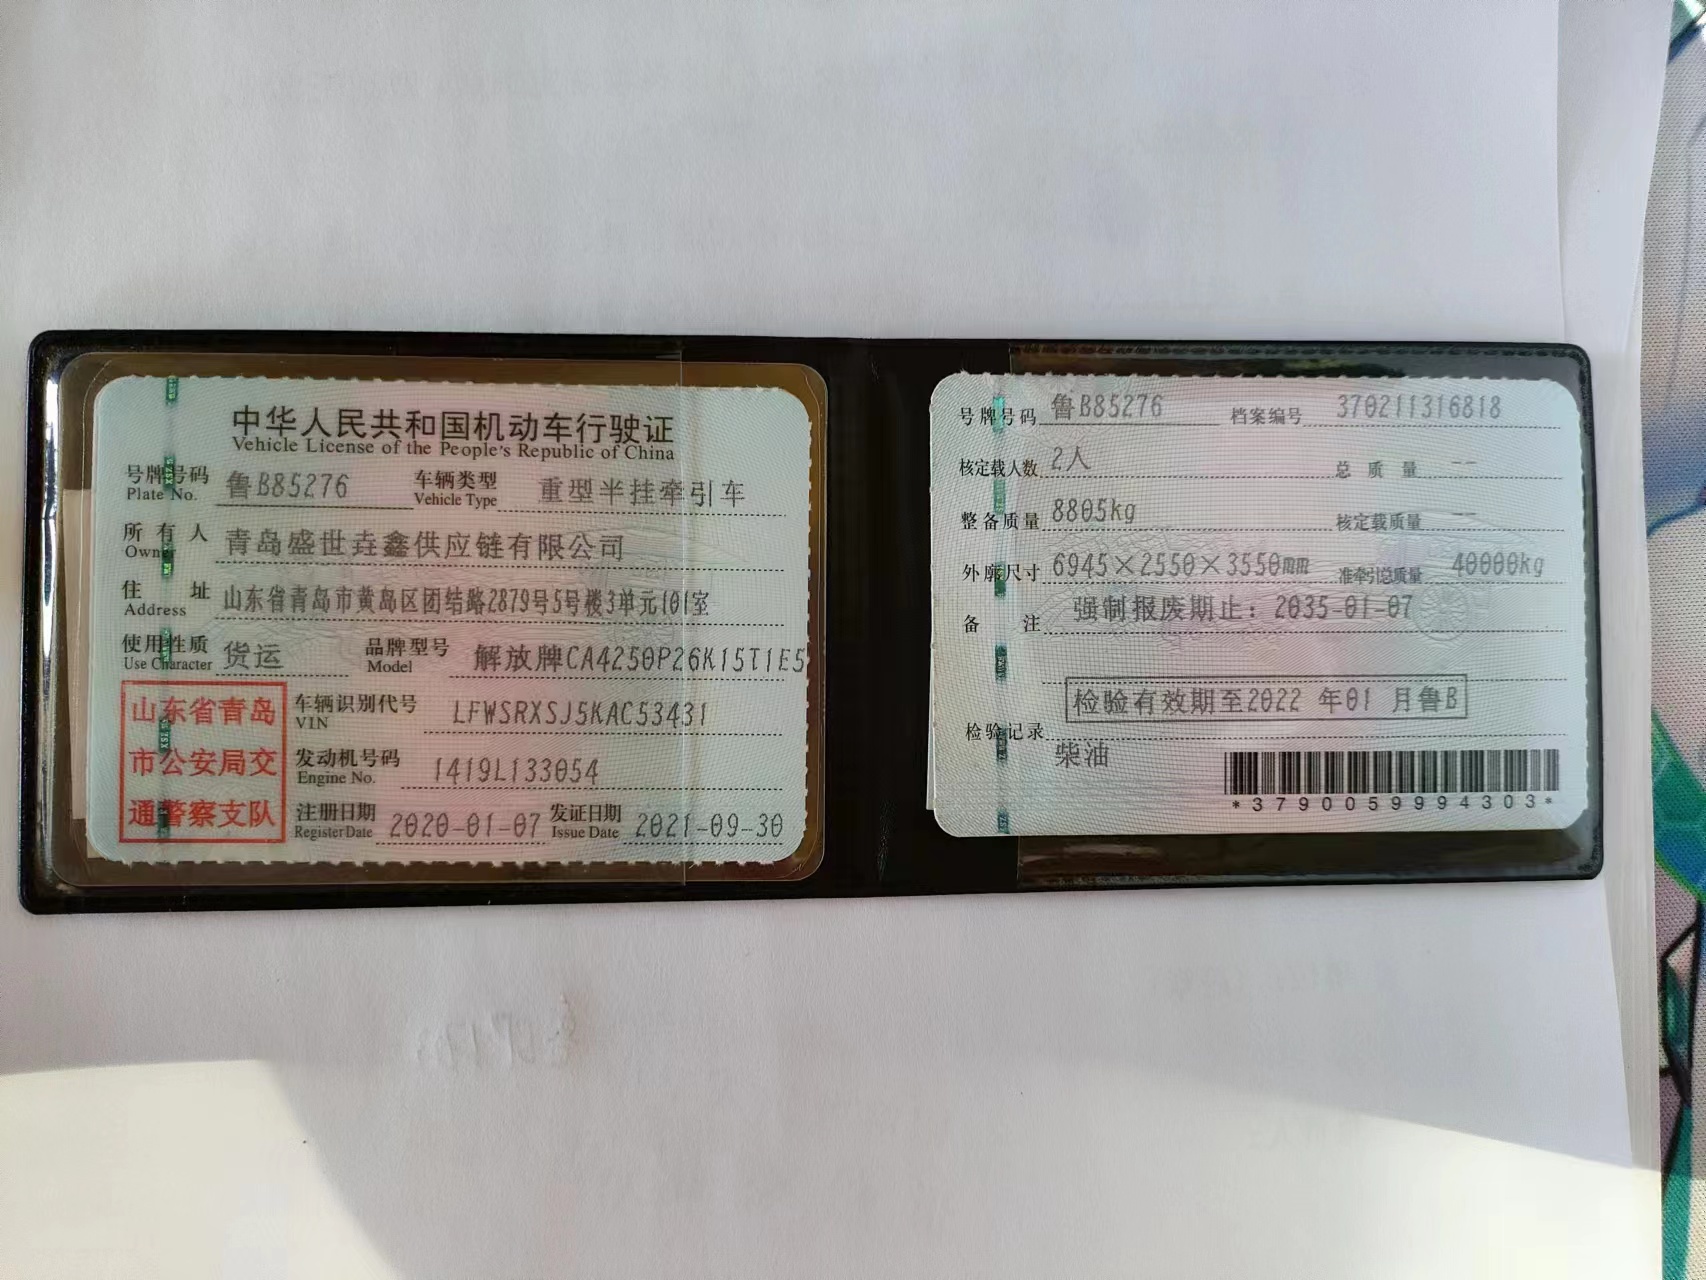 中华人民共和国机动车行驶证
Vehicle License of the People's Republic of China
号牌号码 鲁B85276 车辆类型 重型半挂牵引车
Plate No. Vehicle Type
所有人 青岛盛世垚鑫供应链有限公司
Owner
住址 山东省青岛市黄岛区团结路2879号5号楼3单元101室
Address
使用性质 货运 品牌型号 解放牌CA4250P26K15T1E5
Use Character Model
山东省青岛
市公安局交
通警察支队
车辆识别代号 LFWSRXSJ5KAC53431
VIN
发动机号码 1419L133054
Engine No.
注册日期 2020-01-07 发证日期 2021-09-30
Register Date Issue Date
号牌号码 鲁B85276 档案编号 370211316818
核定载人数 2人 总质量 --
整备质量 8805kg 核定载质量 --
外廓尺寸 6945×2550×3550mm 准牵引总质量 40000kg
备注 强制报废期止：2035-01-07
检验有效期至2022 年01 月鲁B
检验记录
柴油
*3790059994303*